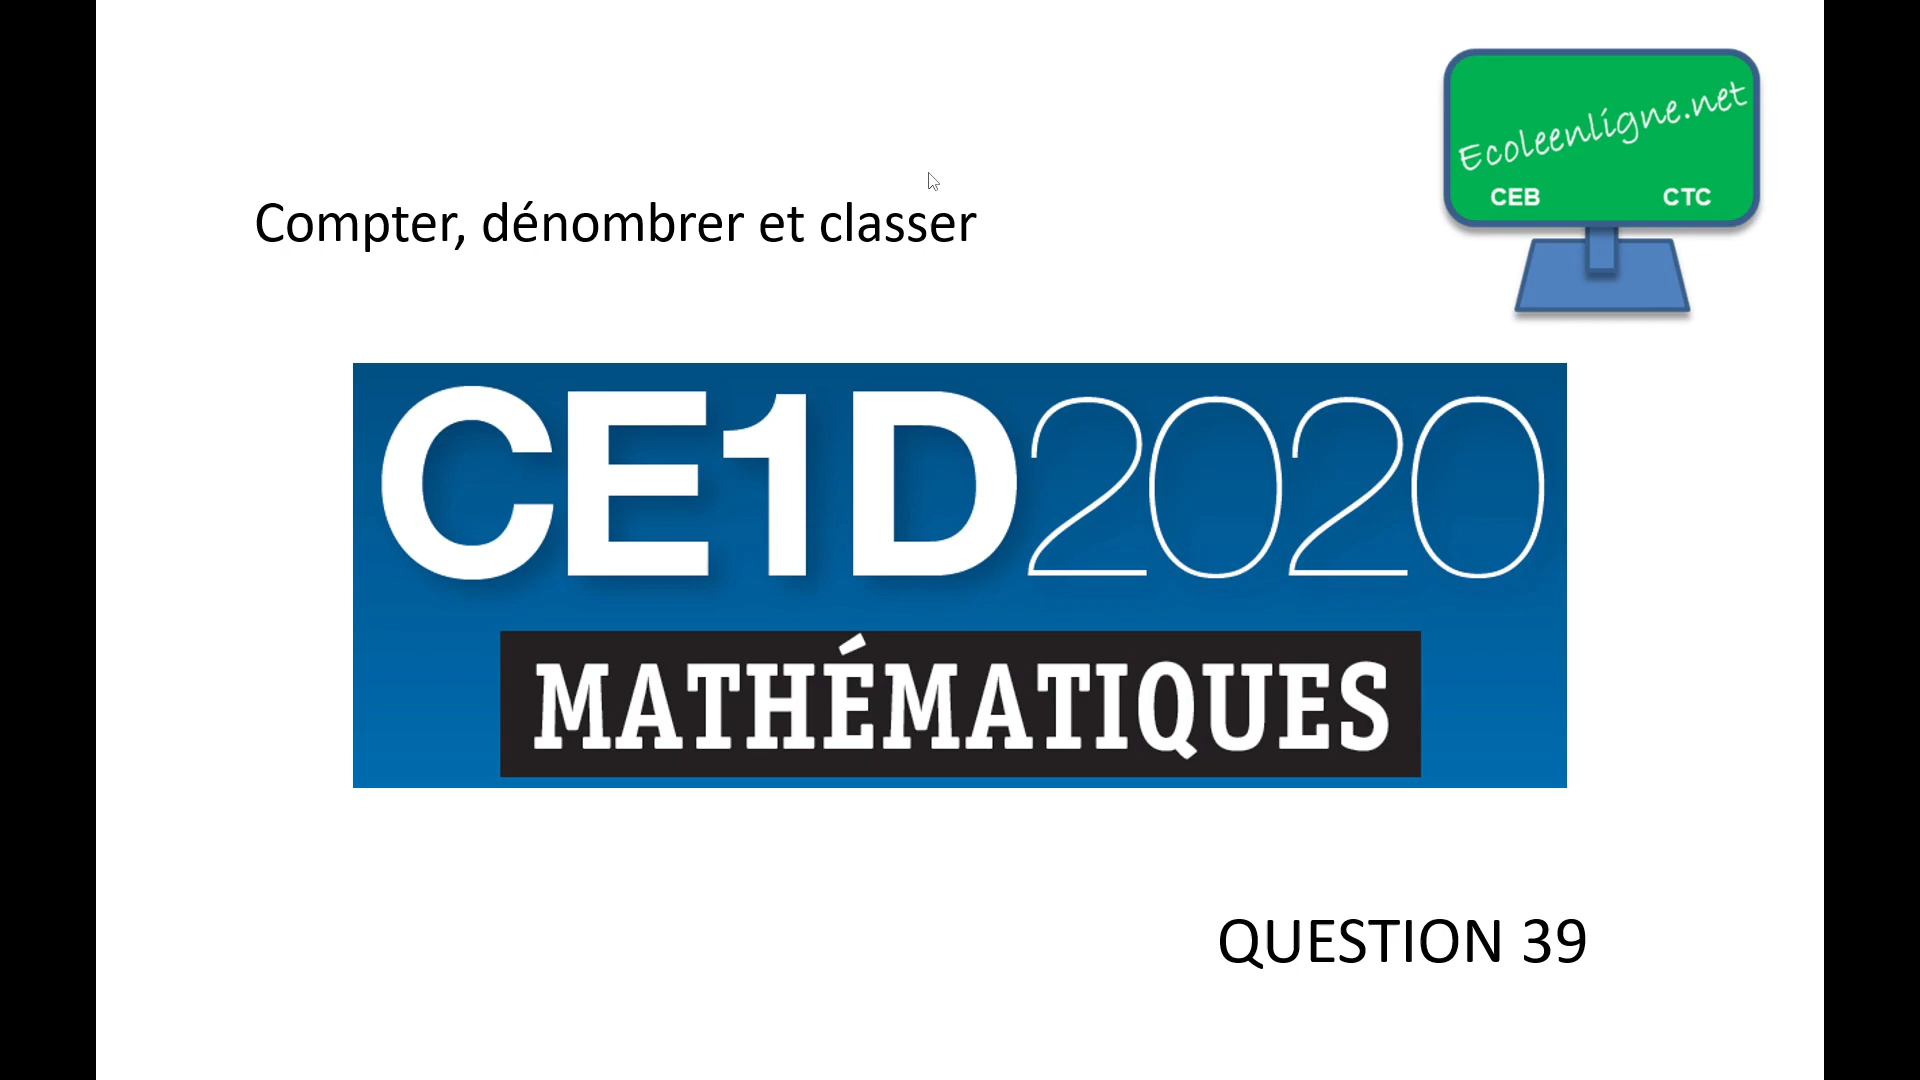 Ecoleenligne.net
CEB CTC
Compter, dénombrer et classer
CE1D2020
MATHÉMATIQUES
QUESTION 39